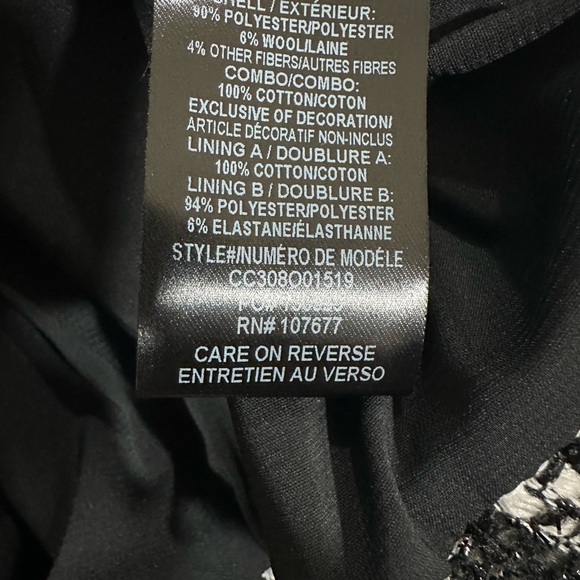 SHELL / EXTÉRIEUR:
90% POLYESTER/POLYESTER
6% WOOL/LAINE
4% OTHER FIBERS/AUTRES FIBRES
COMBO/COMBO:
100% COTTON/COTON
EXCLUSIVE OF DECORATION/
ARTICLE DÉCORATIF NON-INCLUS
LINING A / DOUBLURE A:
100% COTTON/COTON
LINING B / DOUBLURE B:
94% POLYESTER/POLYESTER
6% ELASTANE/ÉLASTHANNE
STYLE#/NUMÉRO DE MODÈLE
CC308O01519
RN# 107677
CARE ON REVERSE
ENTRETIEN AU VERSO